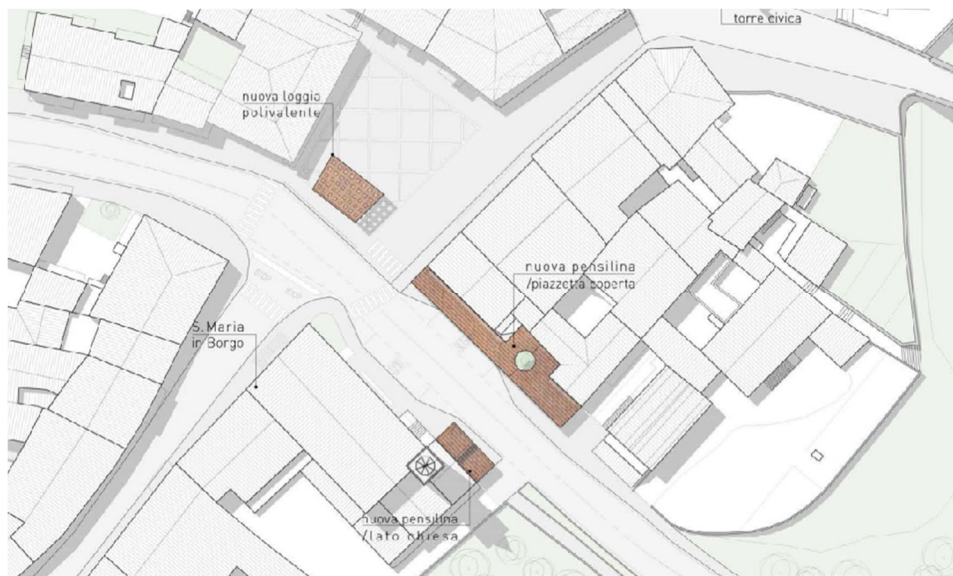 torre civica
nuova loggia
polivalente
nuova pensilina
/piazzetta coperta
S. Maria
in Borgo
nuova pensilina
/lato chiesa